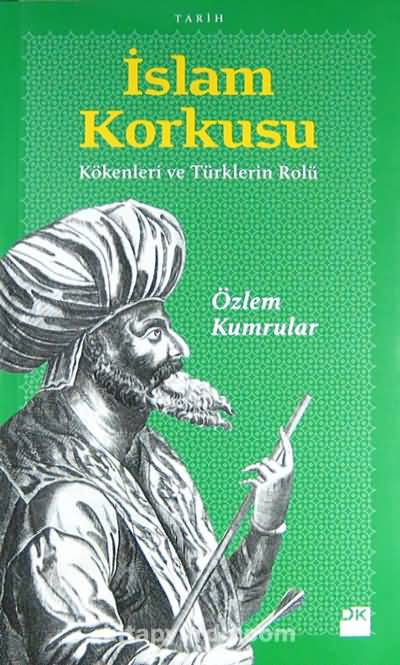 TARİH
İslam
Korkusu
Kökenleri ve Türklerin Rolü
Özlem
Kumrular
DK